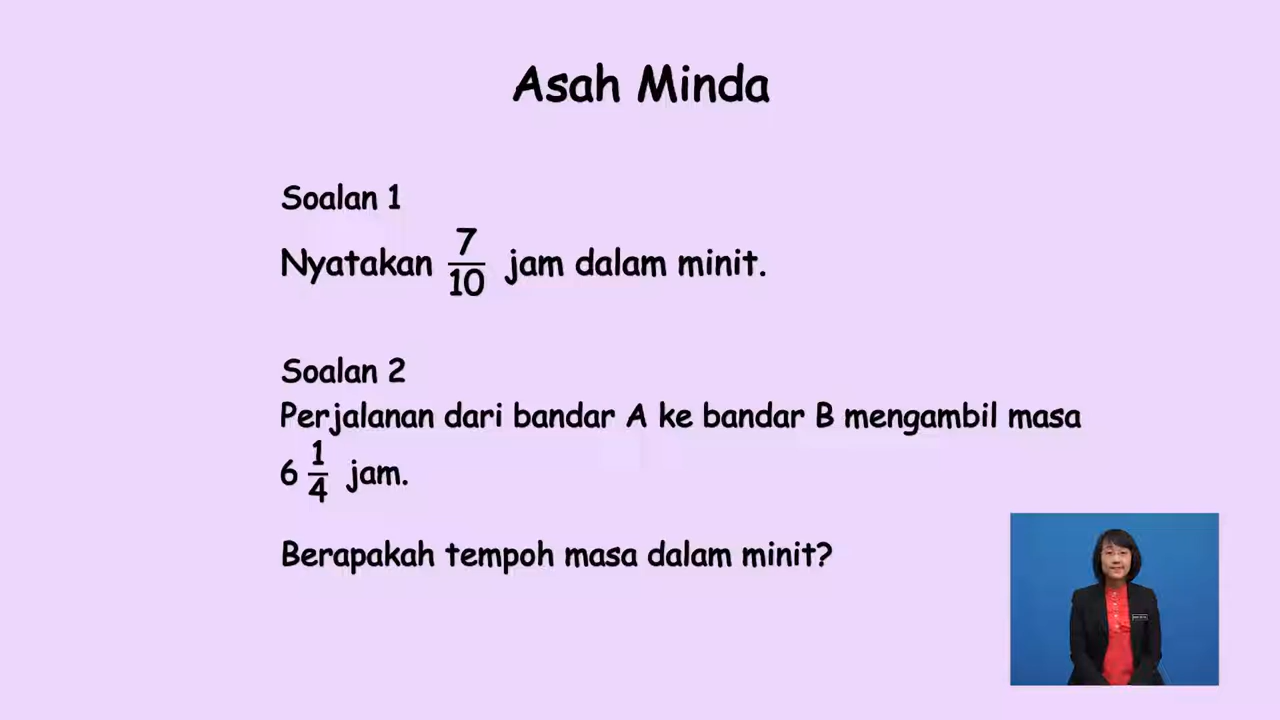 Asah Minda
Soalan 1
Nyatakan 7/10 jam dalam minit.
Soalan 2
Perjalanan dari bandar A ke bandar B mengambil masa
6 1/4 jam.
Berapakah tempoh masa dalam minit?